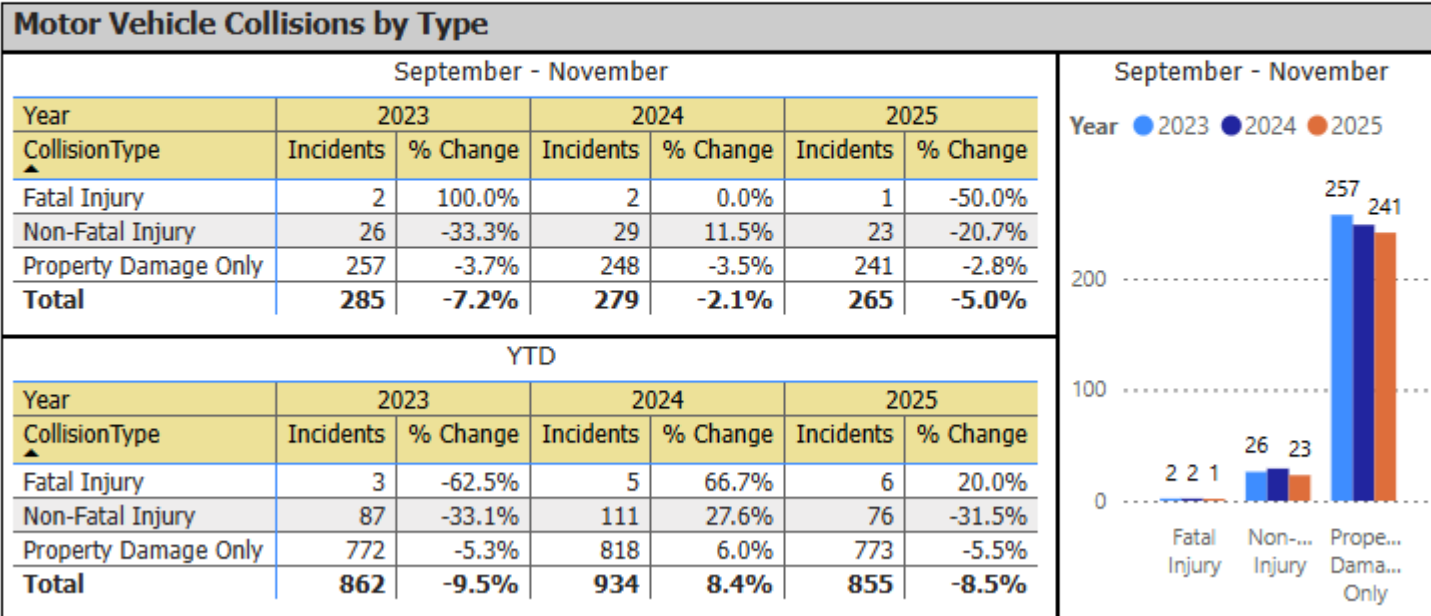 Motor Vehicle Collisions by Type
September - November
Year 2023 2024 2025
CollisionType Incidents % Change Incidents % Change Incidents % Change
Fatal Injury 2 100.0% 2 0.0% 1 -50.0%
Non-Fatal Injury 26 -33.3% 29 11.5% 23 -20.7%
Property Damage Only 257 -3.7% 248 -3.5% 241 -2.8%
Total 285 -7.2% 279 -2.1% 265 -5.0%
YTD
Year 2023 2024 2025
CollisionType Incidents % Change Incidents % Change Incidents % Change
Fatal Injury 3 -62.5% 5 66.7% 6 20.0%
Non-Fatal Injury 87 -33.1% 111 27.6% 76 -31.5%
Property Damage Only 772 -5.3% 818 6.0% 773 -5.5%
Total 862 -9.5% 934 8.4% 855 -8.5%
September - November
Year 2023 2024 2025
257
241
200
100
26 23
2 2 1
0
Fatal Non-... Prope...
Injury Injury Dama...
Only